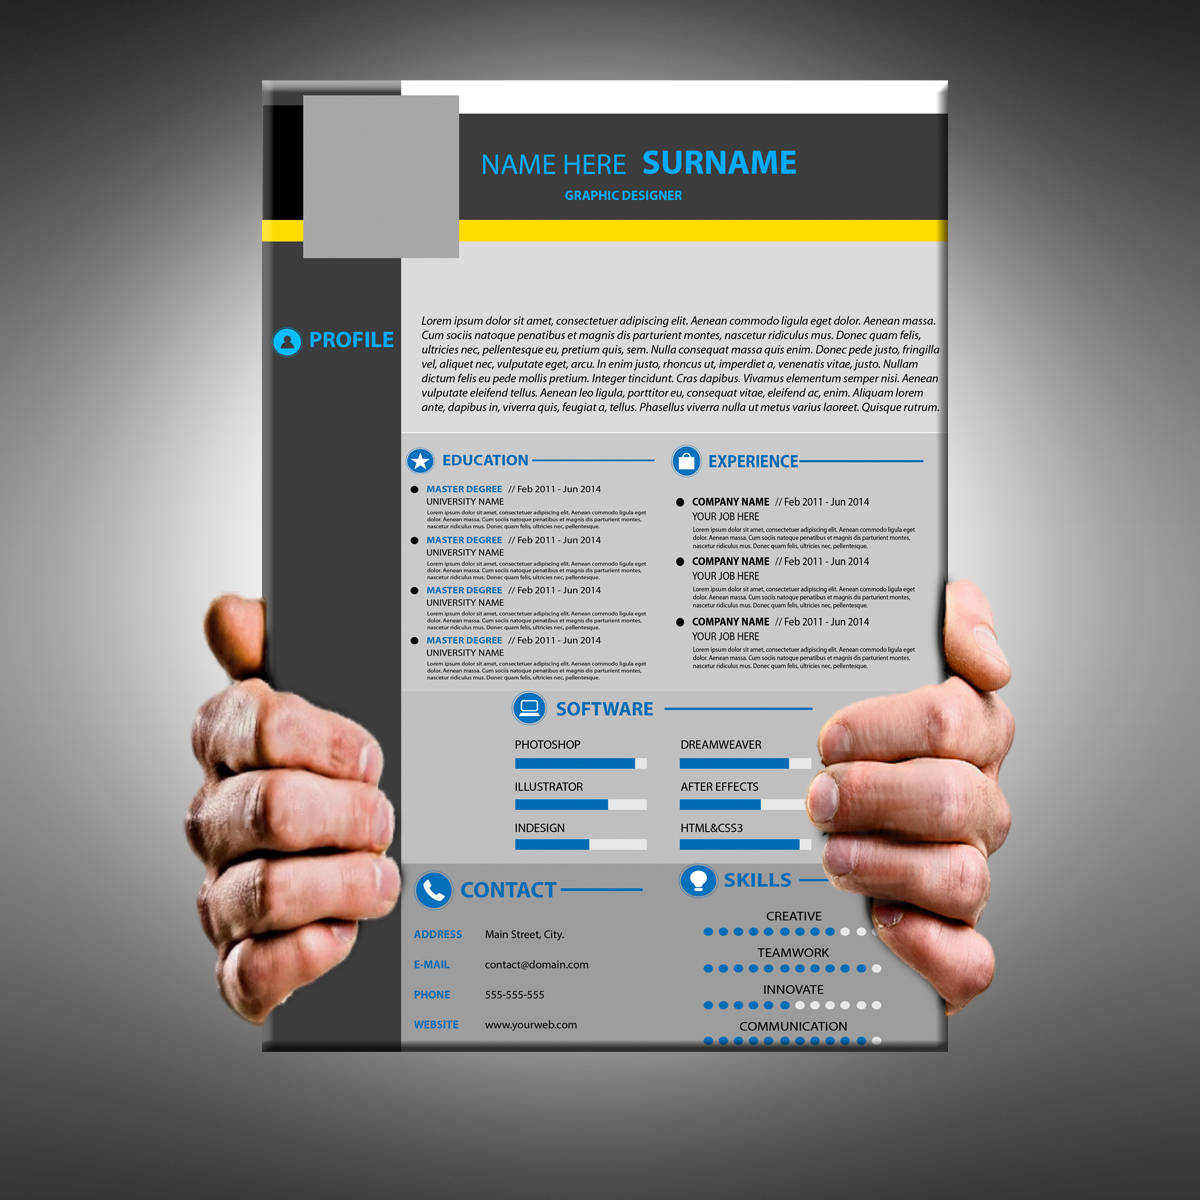 NAME HERE SURNAME
GRAPHIC DESIGNER
PROFILE
Lorem ipsum dolor sit amet, consectetuer adipiscing elit. Aenean commodo ligula eget dolor. Aenean massa.
Cum sociis natoque penatibus et magnis dis parturient montes, nascetur ridiculus mus. Donec quam felis,
ultricies nec, pellentesque eu, pretium quis, sem. Nulla consequat massa quis enim. Donec pede justo, fringilla
vel, aliquet nec, vulputate eget, arcu. In enim justo, rhoncus ut, imperdiet a, venenatis vitae, justo. Nullam
dictum felis eu pede mollis pretium. Integer tincidunt. Cras dapibus. Vivamus elementum semper nisi. Aenean
vulputate eleifend tellus. Aenean leo ligula, porttitor eu, consequat vitae, eleifend ac, enim. Aliquam lorem
ante, dapibus in, viverra quis, feugiat a, tellus. Phasellus viverra nulla ut metus varius laoreet. Quisque rutrum.
EDUCATION
MASTER DEGREE // Feb 2011 - Jun 2014
UNIVERSITY NAME
Lorem ipsum dolor sit amet, consectetuer adipiscing elit. Aenean commodo ligula eget
dolor. Aenean massa. Cum sociis natoque penatibus et magnis dis parturient montes,
nascetur ridiculus mus. Donec quam felis, ultricies nec, pellentesque.
MASTER DEGREE // Feb 2011 - Jun 2014
UNIVERSITY NAME
Lorem ipsum dolor sit amet, consectetuer adipiscing elit. Aenean commodo ligula eget
dolor. Aenean massa. Cum sociis natoque penatibus et magnis dis parturient montes,
nascetur ridiculus mus. Donec quam felis, ultricies nec, pellentesque.
MASTER DEGREE // Feb 2011 - Jun 2014
UNIVERSITY NAME
Lorem ipsum dolor sit amet, consectetuer adipiscing elit. Aenean commodo ligula eget
dolor. Aenean massa. Cum sociis natoque penatibus et magnis dis parturient montes,
nascetur ridiculus mus. Donec quam felis, ultricies nec, pellentesque.
MASTER DEGREE // Feb 2011 - Jun 2014
UNIVERSITY NAME
Lorem ipsum dolor sit amet, consectetuer adipiscing elit. Aenean commodo ligula eget
dolor. Aenean massa. Cum sociis natoque penatibus et magnis dis parturient montes,
nascetur ridiculus mus. Donec quam felis, ultricies nec, pellentesque.
EXPERIENCE
COMPANY NAME // Feb 2011 - Jun 2014
YOUR JOB HERE
Lorem ipsum dolor sit amet, consectetuer adipiscing elit. Aenean commodo ligula eget
dolor. Aenean massa. Cum sociis natoque penatibus et magnis dis parturient montes,
nascetur ridiculus mus. Donec quam felis, ultricies nec, pellentesque.
COMPANY NAME // Feb 2011 - Jun 2014
YOUR JOB HERE
Lorem ipsum dolor sit amet, consectetuer adipiscing elit. Aenean commodo ligula eget
dolor. Aenean massa. Cum sociis natoque penatibus et magnis dis parturient montes,
nascetur ridiculus mus. Donec quam felis, ultricies nec, pellentesque.
COMPANY NAME // Feb 2011 - Jun 2014
YOUR JOB HERE
Lorem ipsum dolor sit amet, consectetuer adipiscing elit. Aenean commodo ligula eget
dolor. Aenean massa. Cum sociis natoque penatibus et magnis dis parturient montes,
nascetur ridiculus mus. Donec quam felis, ultricies nec, pellentesque.
SOFTWARE
PHOTOSHOP
ILLUSTRATOR
INDESIGN
DREAMWEAVER
AFTER EFFECTS
HTML&CSS3
CONTACT
ADDRESS Main Street, City.
E-MAIL contact@domain.com
PHONE 555-555-555
WEBSITE www.yourweb.com
SKILLS
CREATIVE
TEAMWORK
INNOVATE
COMMUNICATION